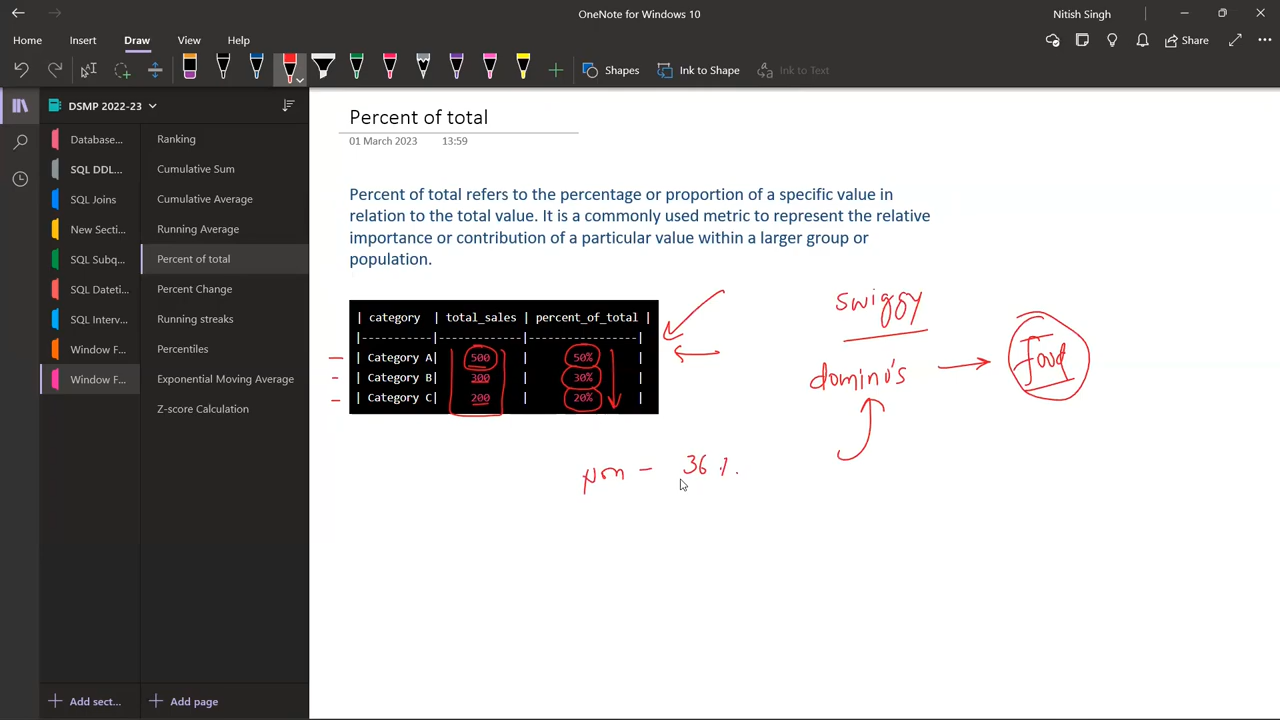 OneNote for Windows 10
Nitish Singh
Home Insert Draw View Help
Share
Shapes
Ink to Shape
Ink to Text
DSMP 2022-23
Database...
SQL DDL...
SQL Joins
New Secti...
SQL Subq...
SQL Dateti...
SQL Interv...
Window F...
Window F...
Add sect...
Ranking
Cumulative Sum
Cumulative Average
Running Average
Percent of total
Percent Change
Running streaks
Percentiles
Exponential Moving Average
Z-score Calculation
Add page
Percent of total
01 March 2023 13:59
Percent of total refers to the percentage or proportion of a specific value in
relation to the total value. It is a commonly used metric to represent the relative
importance or contribution of a particular value within a larger group or
population.
| category | total_sales | percent_of_total |
|-----------|-------------|------------------|
| Category A| 500 | 50% |
| Category B| 300 | 30% |
| Category C| 200 | 20% |
swiggy
domino's
Food
non - 36 %.